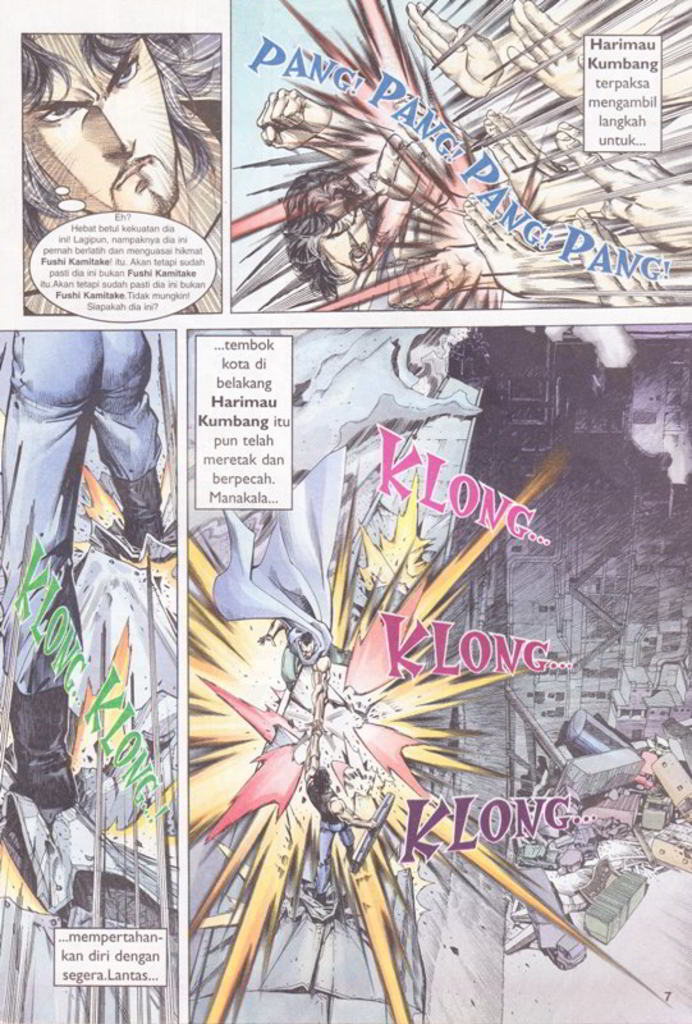 Eh?
Hebat betul kekuatan dia
ini! Lagipun, nampaknya dia ini
pernah berlatih dan menguasai hikmat
Fushi Kamitake! itu. Akan tetapi sudah
pasti dia ini bukan Fushi Kamitake
itu.Akan tetapi sudah pasti dia ini bukan
Fushi Kamitake.Tidak mungkin!
Siapakah dia ini?
PANG! PANG! PANG! PANG! PANG! PANG!
Harimau
Kumbang
terpaksa
mengambil
langkah
untuk...
KLONG. KLONG..!
...mempertahan-
kan diri dengan
segera.Lantas...
...tembok
kota di
belakang
Harimau
Kumbang itu
pun telah
meretak dan
berpecah.
Manakala...
KLONG...
KLONG...
KLONG...
7